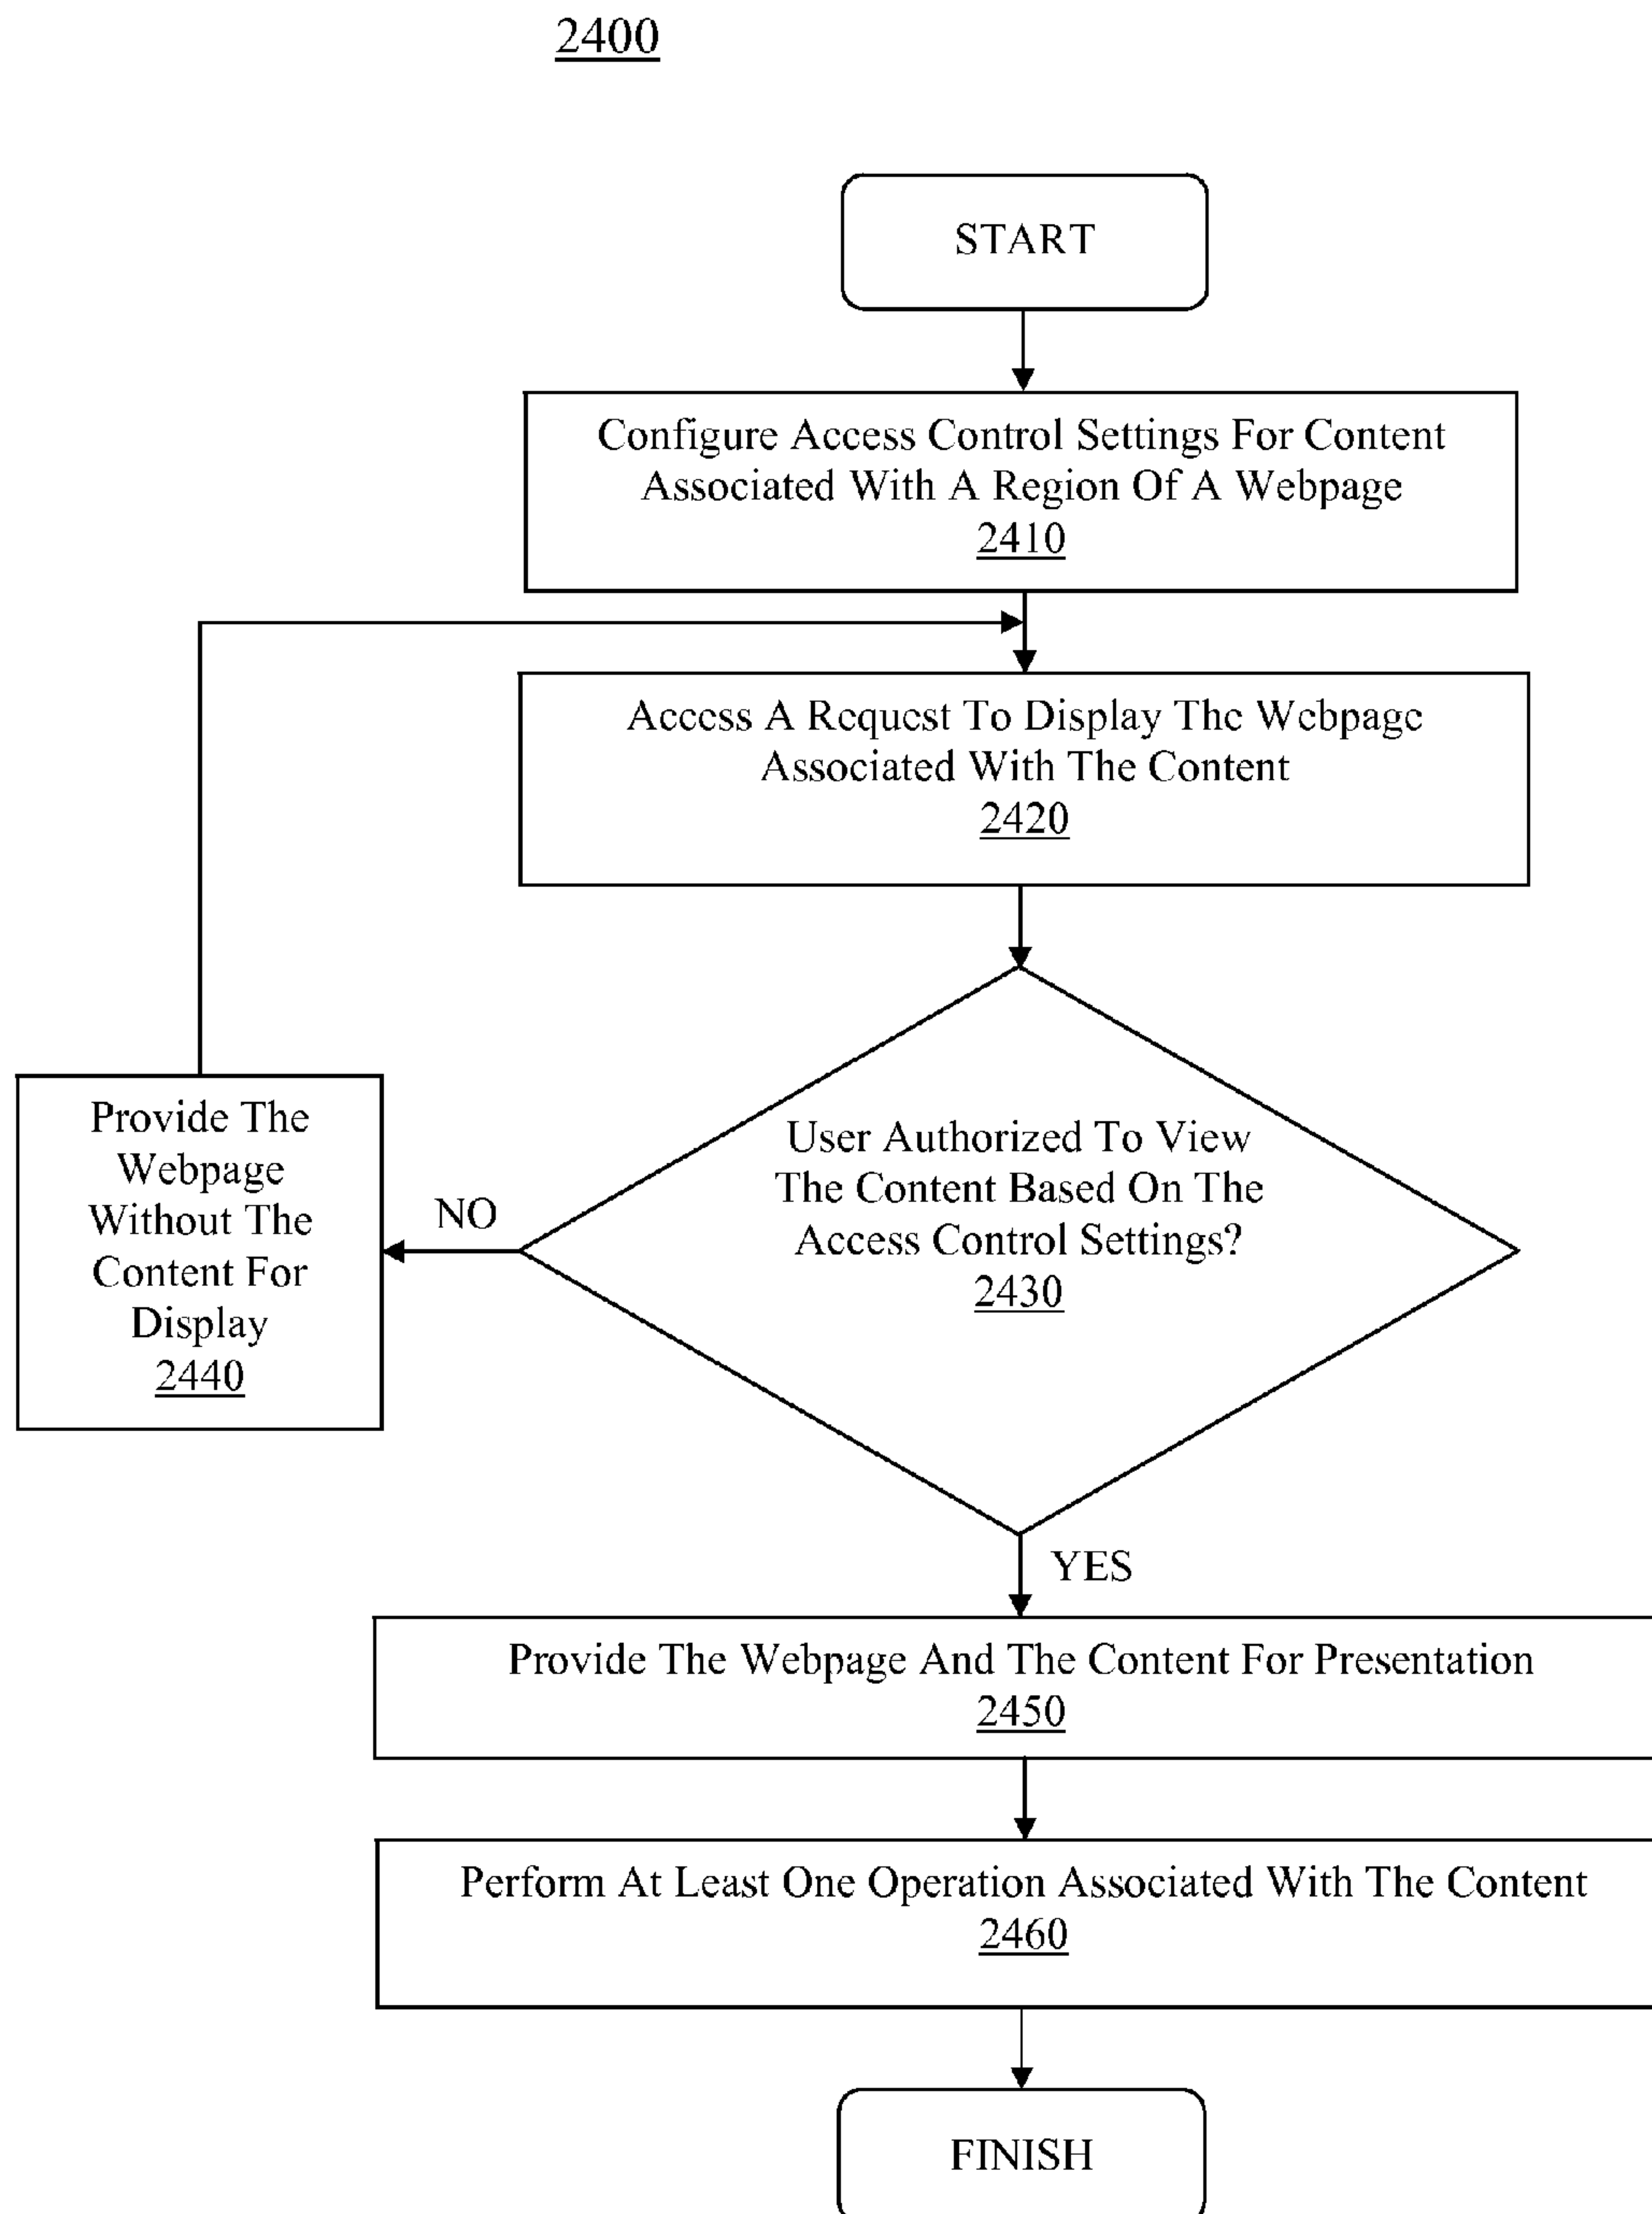 2400
START
Configure Access Control Settings For Content
Associated With A Region Of A Webpage
2410
Access A Request To Display The Webpage
Associated With The Content
2420
User Authorized To View
The Content Based On The
Access Control Settings?
2430
NO
Provide The
Webpage
Without The
Content For
Display
2440
YES
Provide The Webpage And The Content For Presentation
2450
Perform At Least One Operation Associated With The Content
2460
FINISH